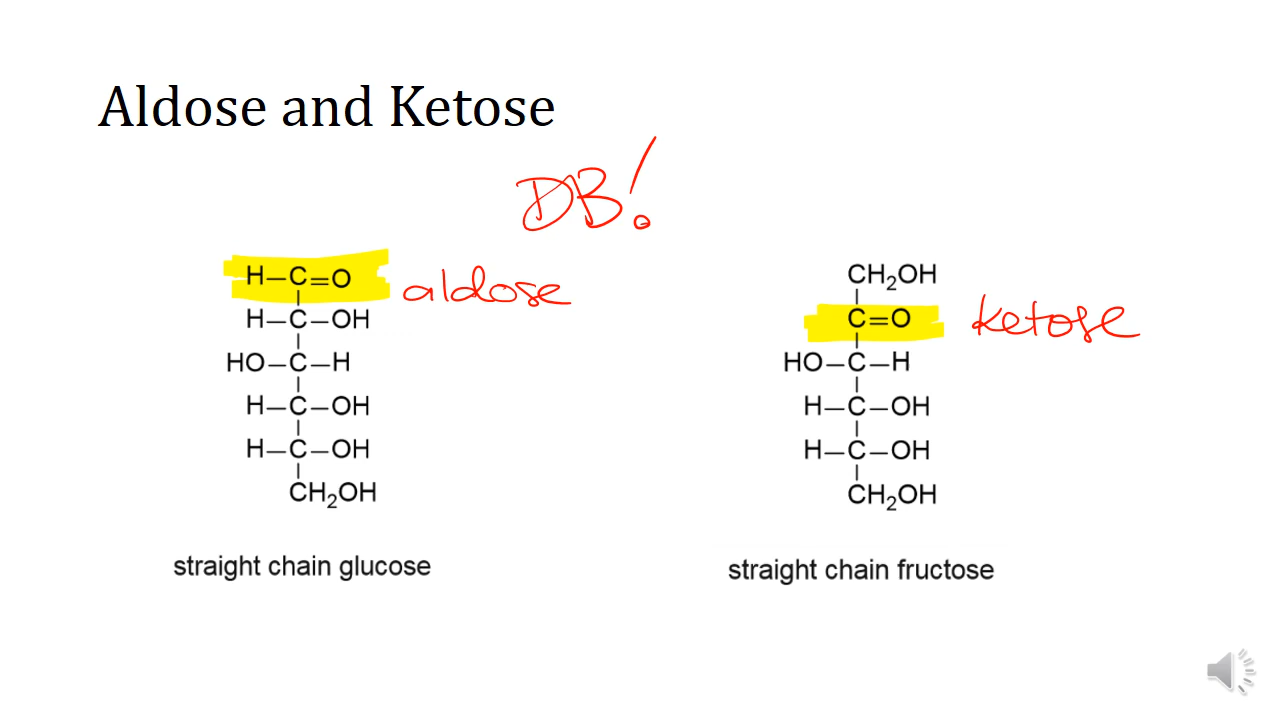 Aldose and Ketose
DB!
H–C=O
aldose
H–C–OH
HO–C–H
H–C–OH
H–C–OH
CH₂OH
straight chain glucose
CH₂OH
C=O
ketose
HO–C–H
H–C–OH
H–C–OH
CH₂OH
straight chain fructose